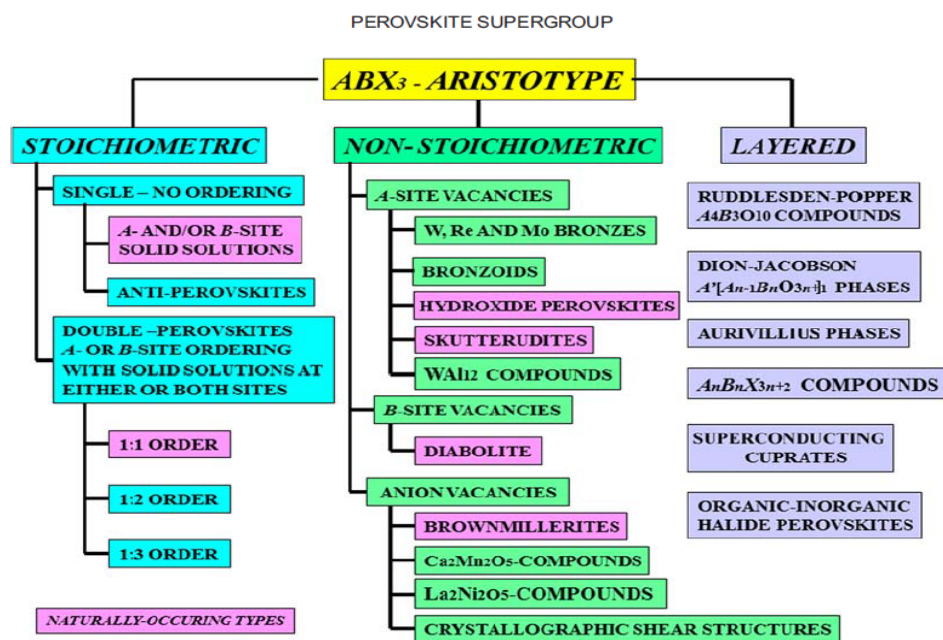 PEROVSKITE SUPERGROUP
ABX3 - ARISTOTYPE
STOICHIOMETRIC
SINGLE – NO ORDERING
A- AND/OR B-SITE
SOLID SOLUTIONS
ANTI-PEROVSKITES
DOUBLE –PEROVSKITES
A- OR B-SITE ORDERING
WITH SOLID SOLUTIONS AT
EITHER OR BOTH SITES
1:1 ORDER
1:2 ORDER
1:3 ORDER
NATURALLY-OCCURING TYPES
NON- STOICHIOMETRIC
A-SITE VACANCIES
W, Re AND Mo BRONZES
BRONZOIDS
HYDROXIDE PEROVSKITES
SKUTTERUDITES
WAl12 COMPOUNDS
B-SITE VACANCIES
DIABOLITE
ANION VACANCIES
BROWNMILLERITES
Ca2Mn2O5-COMPOUNDS
La2Ni2O5-COMPOUNDS
CRYSTALLOGRAPHIC SHEAR STRUCTURES
LAYERED
RUDDLESDEN-POPPER
A4B3O10 COMPOUNDS
DION-JACOBSON
A'[An-1BnO3n+]1 PHASES
AURIVILLIUS PHASES
AnBnX3n+2 COMPOUNDS
SUPERCONDUCTING
CUPRATES
ORGANIC-INORGANIC
HALIDE PEROVSKITES